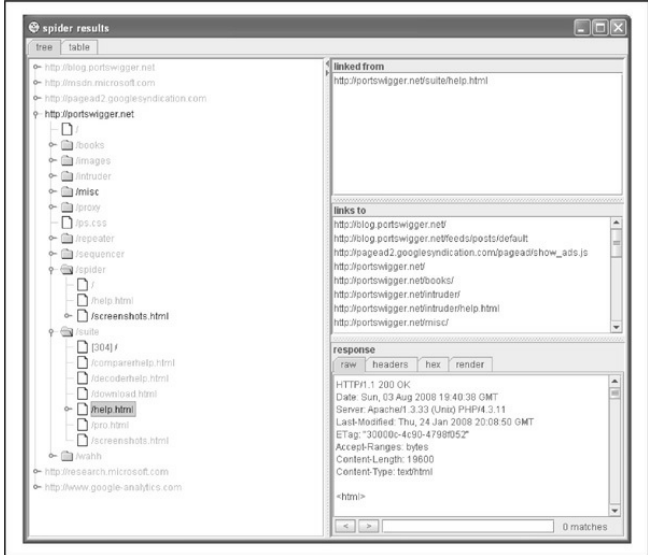 spider results
tree table
http://blog.portswigger.net
http://msdn.microsoft.com
http://pagead2.googlesyndication.com
http://portswigger.net
/
/books
/images
/intruder
/misc
/proxy
/ps.css
/repeater
/sequencer
/spider
/
/help.html
/screenshots.html
/suite
[304] /
/comparerhelp.html
/decoderhelp.html
/download.html
/help.html
/pro.html
/screenshots.html
/wahh
http://research.microsoft.com
http://www.google-analytics.com
linked from
http://portswigger.net/suite/help.html
links to
http://blog.portswigger.net/
http://blog.portswigger.net/feeds/posts/default
http://pagead2.googlesyndication.com/pagead/show_ads.js
http://portswigger.net/
http://portswigger.net/books/
http://portswigger.net/intruder/
http://portswigger.net/intruder/help.html
http://portswigger.net/misc/
response
raw headers hex render
HTTP/1.1 200 OK
Date: Sun, 03 Aug 2008 19:40:38 GMT
Server: Apache/1.3.33 (Unix) PHP/4.3.11
Last-Modified: Thu, 24 Jan 2008 20:08:50 GMT
ETag: "30000c-4c90-4798f052"
Accept-Ranges: bytes
Content-Length: 19600
Content-Type: text/html
<html>
< > 0 matches